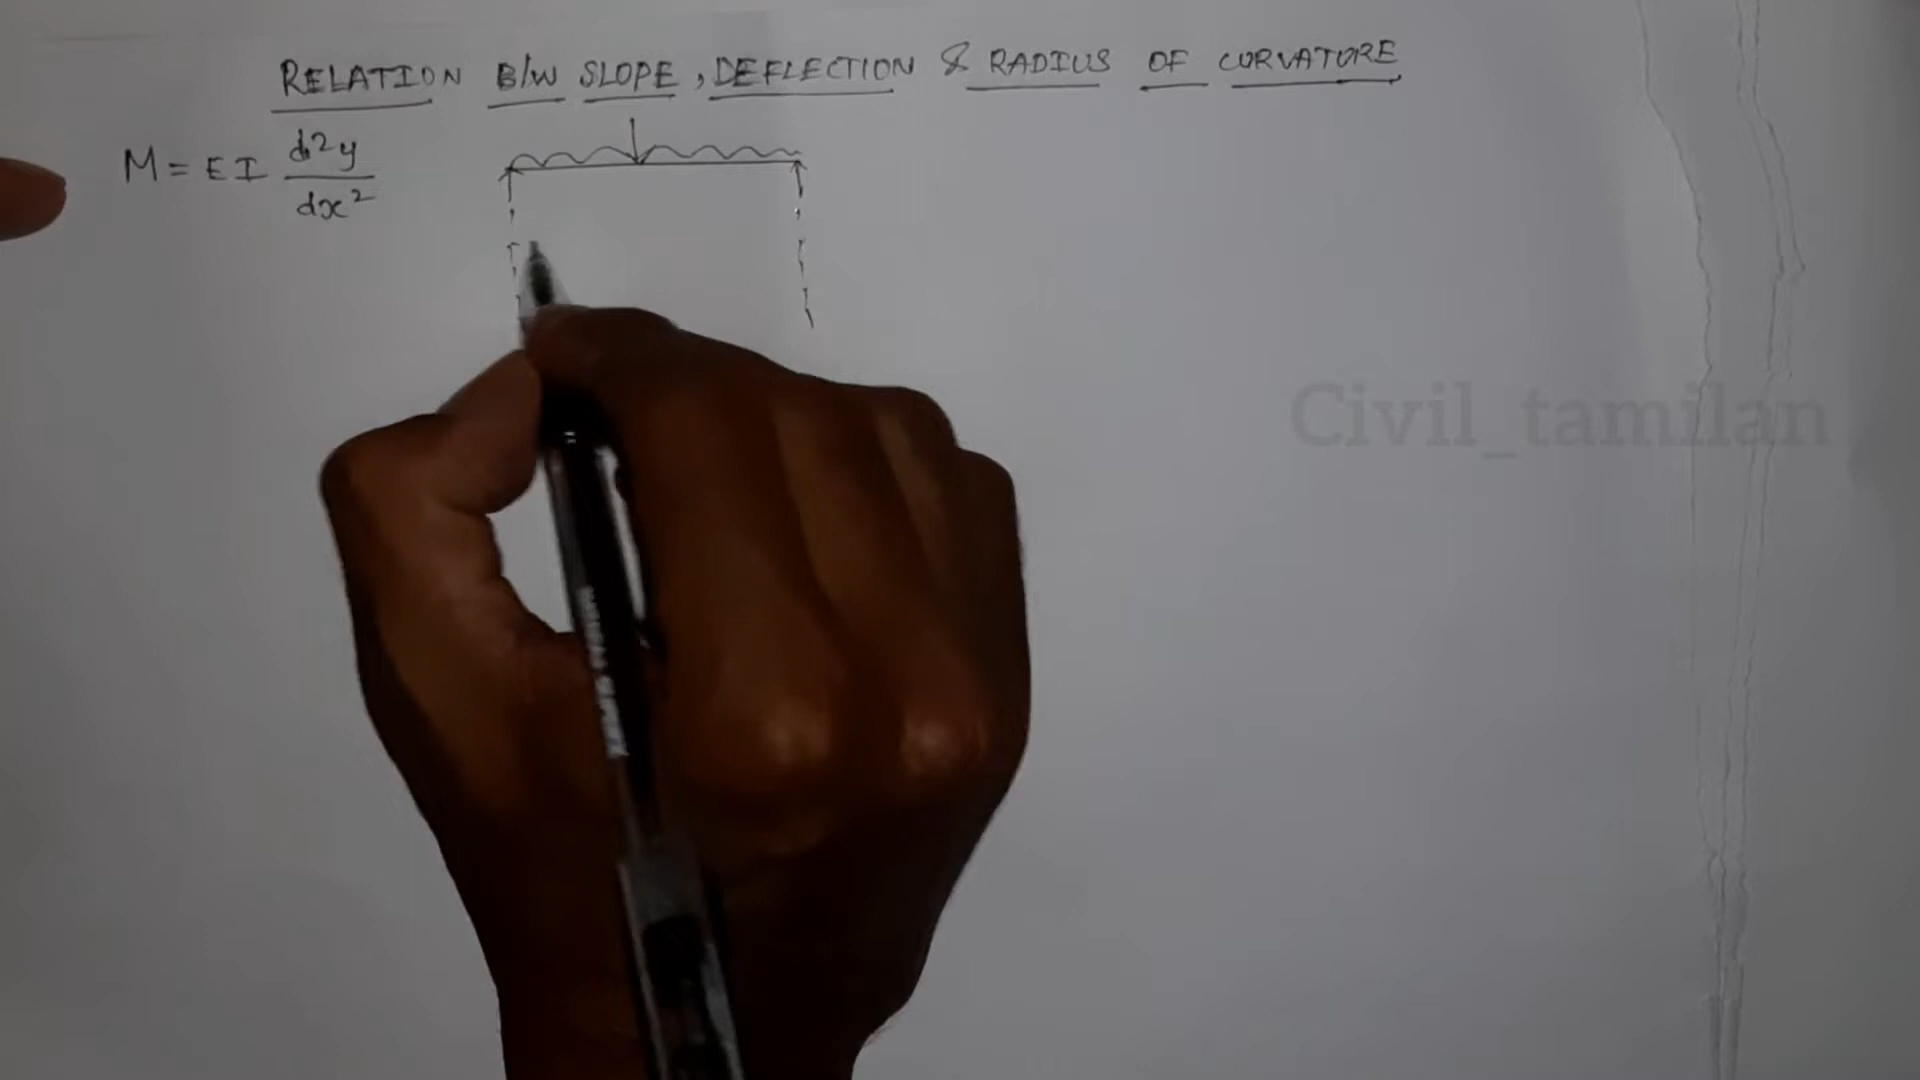 RELATION B/W SLOPE, DEFLECTION & RADIUS OF CURVATURE
M = EI d²y/dx²
Civil_tamilan